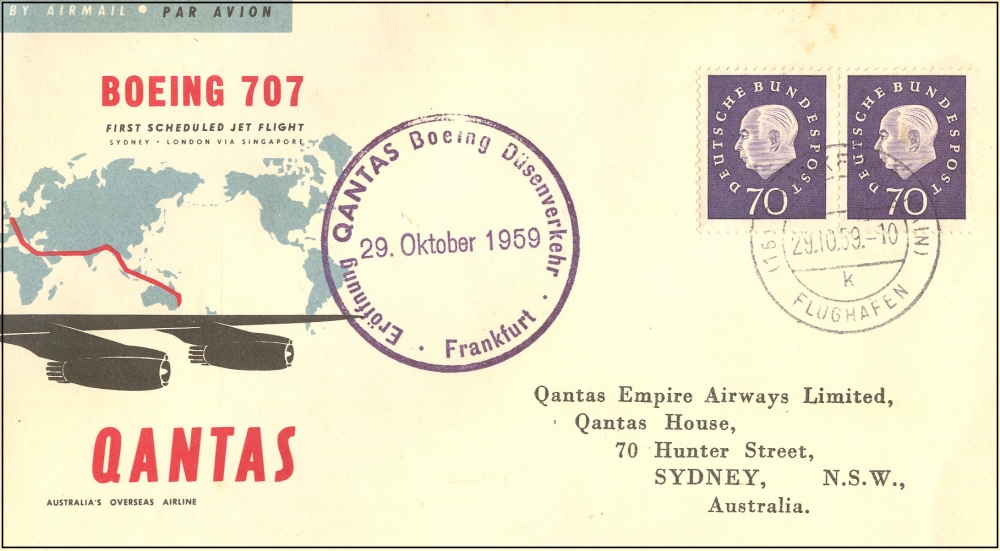 BY AIRMAIL • PAR AVION
BOEING 707
FIRST SCHEDULED JET FLIGHT
SYDNEY • LONDON VIA SINGAPORE
Eröffnung QANTAS Boeing Düsenverkehr · Frankfurt ·
29. Oktober 1959
DEUTSCHE BUNDESPOST
70
DEUTSCHE BUNDESPOST
70
29.10.59.-10
k
FLUGHAFEN
Qantas Empire Airways Limited,
Qantas House,
70 Hunter Street,
SYDNEY, N.S.W.,
Australia.
QANTAS
AUSTRALIA'S OVERSEAS AIRLINE